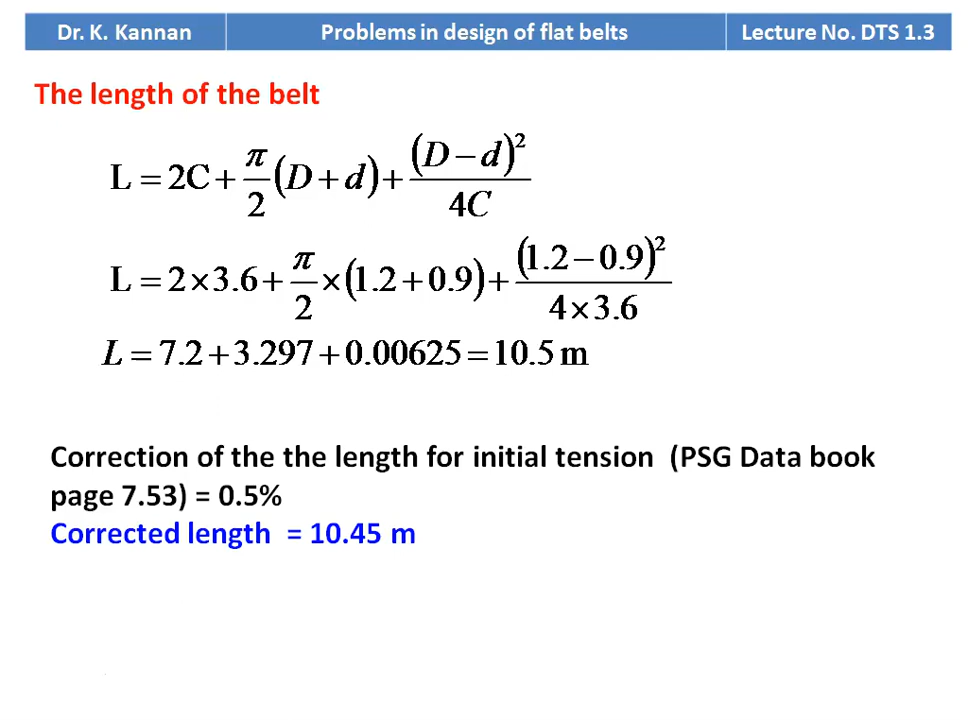 Dr. K. Kannan Problems in design of flat belts Lecture No. DTS 1.3
The length of the belt
L = 2C + π/2 (D + d) + (D − d)²/4C
L = 2 × 3.6 + π/2 × (1.2 + 0.9) + (1.2 − 0.9)²/4 × 3.6
L = 7.2 + 3.297 + 0.00625 = 10.5 m
Correction of the the length for initial tension (PSG Data book
page 7.53) = 0.5%
Corrected length = 10.45 m